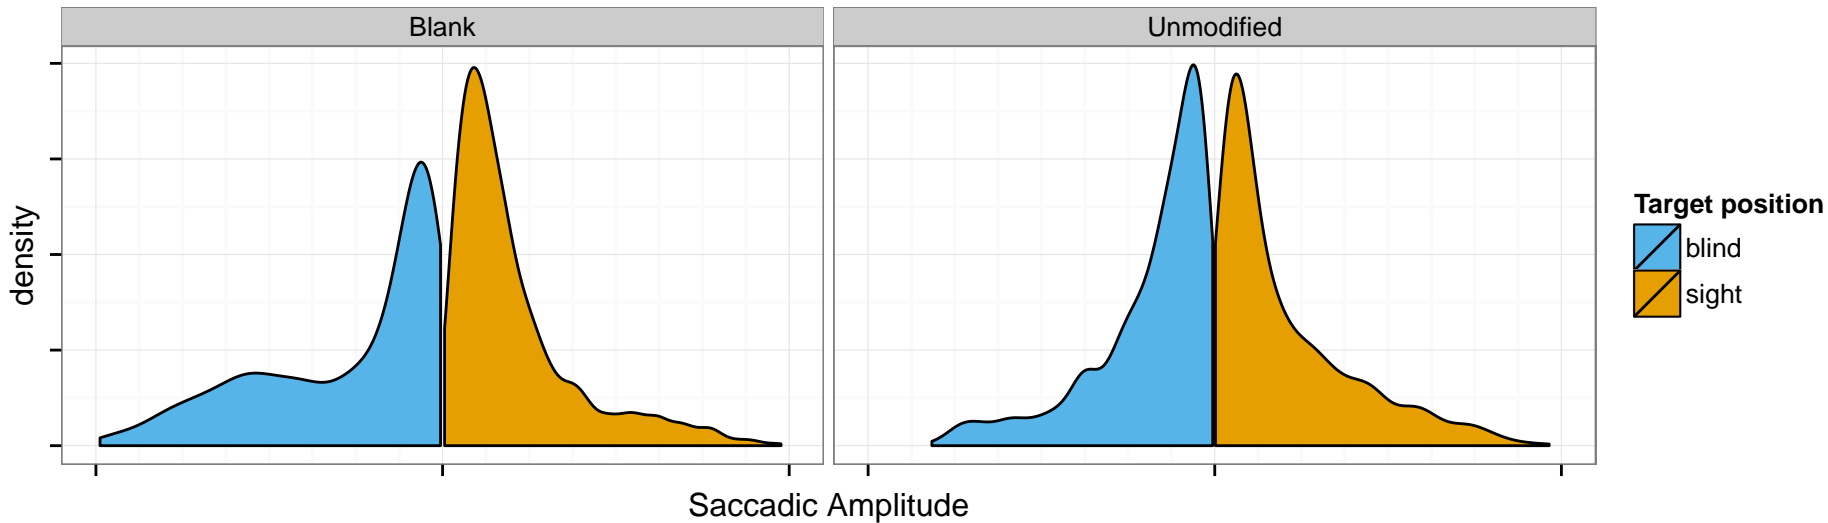 Blank
Unmodified
density
Saccadic Amplitude
Target position
blind
sight